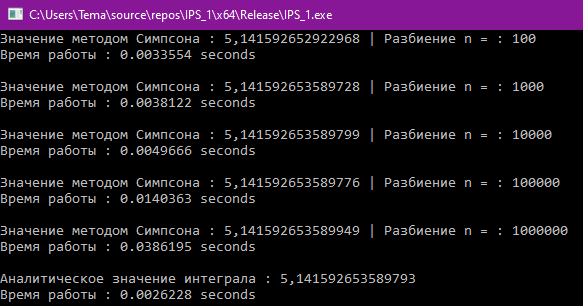 C:\Users\Tema\source\repos\IPS_1\x64\Release\IPS_1.exe
Значение методом Симпсона : 5,141592652922968 | Разбиение n = : 100
Время работы : 0.0033554 seconds
Значение методом Симпсона : 5,141592653589728 | Разбиение n = : 1000
Время работы : 0.0038122 seconds
Значение методом Симпсона : 5,141592653589799 | Разбиение n = : 10000
Время работы : 0.0049666 seconds
Значение методом Симпсона : 5,141592653589776 | Разбиение n = : 100000
Время работы : 0.0140363 seconds
Значение методом Симпсона : 5,141592653589949 | Разбиение n = : 1000000
Время работы : 0.0386195 seconds
Аналитическое значение интеграла : 5,141592653589793
Время работы : 0.0026228 seconds